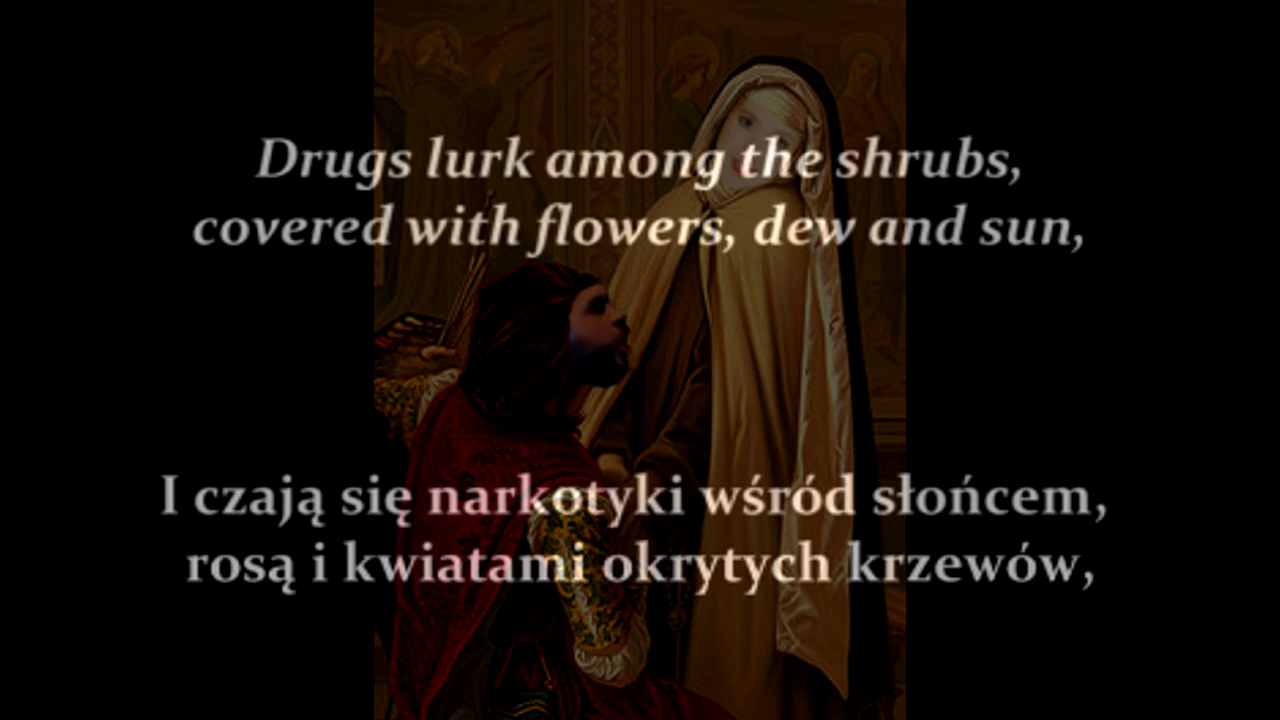 Drugs lurk among the shrubs,
covered with flowers, dew and sun,
I czają się narkotyki wśród słońcem,
rosą i kwiatami okrytych krzewów,